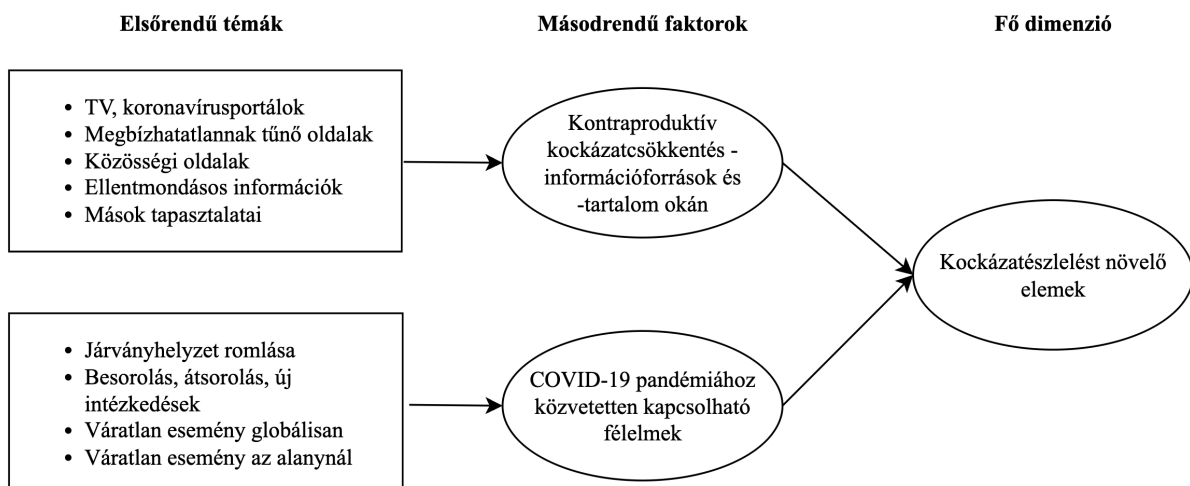 Elsőrendű témák
Másodrendű faktorok
Fő dimenzió
• TV, koronavírusportálok
• Megbízhatatlannak tűnő oldalak
• Közösségi oldalak
• Ellentmondásos információk
• Mások tapasztalatai
Kontraproduktív
kockázatcsökkentés -
információforrások és
-tartalom okán
Kockázatészlelést növelő
elemek
• Járványhelyzet romlása
• Besorolás, átsorolás, új
intézkedések
• Váratlan esemény globálisan
• Váratlan esemény az alanynál
COVID-19 pandémiához
közvetetten kapcsolható
félelmek